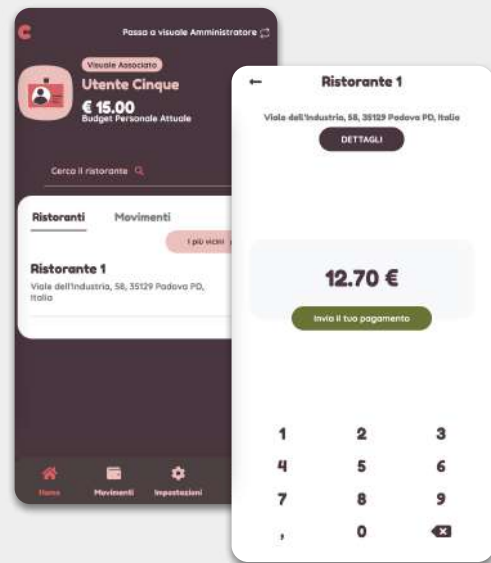 Passa a visuale Amministratore
Visuale Associato
Utente Cinque
€ 15.00
Budget Personale Attuale
Cerca il ristorante
Ristoranti
Movimenti
I più vicini
Ristorante 1
Viale dell'Industria, 58, 35129 Padova PD,
Italia
Home
Movimenti
Impostazioni
Ristorante 1
Viale dell'Industria, 58, 35129 Padova PD, Italia
DETTAGLI
12.70 €
Invia il tuo pagamento
1 2 3
4 5 6
7 8 9
, 0